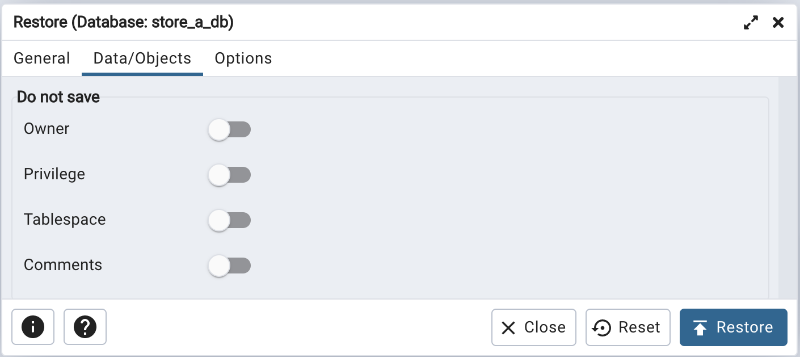 Restore (Database: store_a_db)
General Data/Objects Options
Do not save
Owner
Privilege
Tablespace
Comments
Close Reset Restore